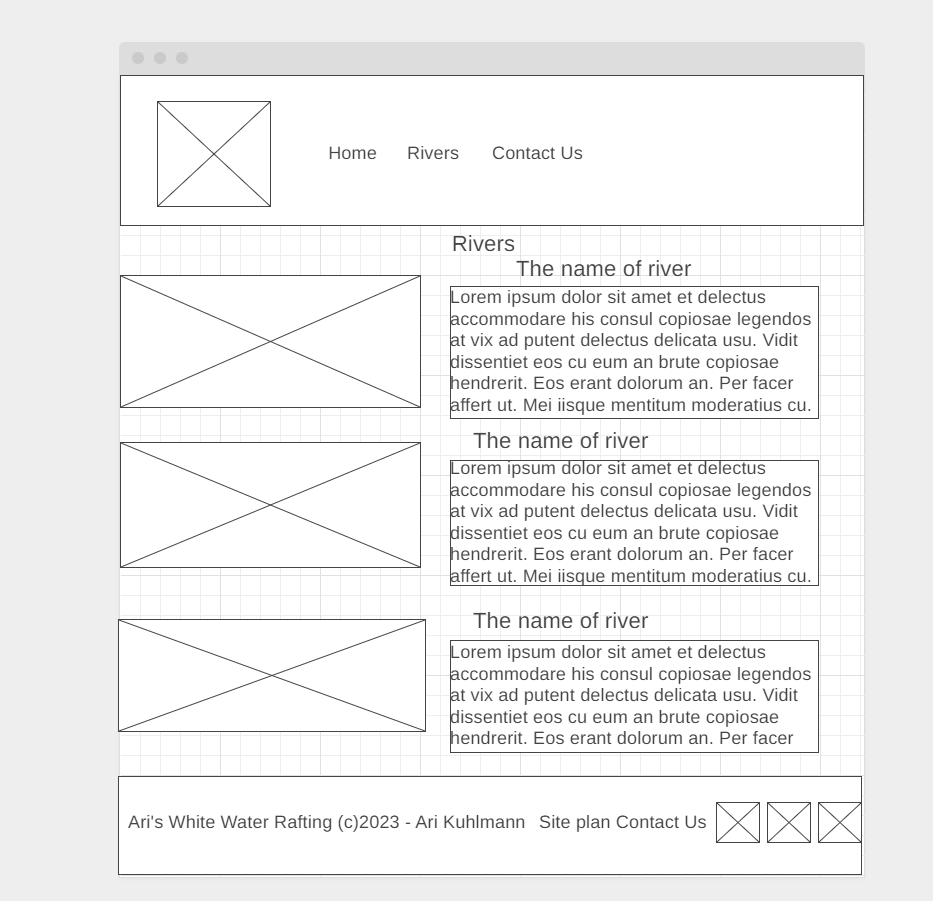 Home Rivers Contact Us
Rivers
The name of river
Lorem ipsum dolor sit amet et delectus
accommodare his consul copiosae legendos
at vix ad putent delectus delicata usu. Vidit
dissentiet eos cu eum an brute copiosae
hendrerit. Eos erant dolorum an. Per facer
affert ut. Mei iisque mentitum moderatius cu.
The name of river
Lorem ipsum dolor sit amet et delectus
accommodare his consul copiosae legendos
at vix ad putent delectus delicata usu. Vidit
dissentiet eos cu eum an brute copiosae
hendrerit. Eos erant dolorum an. Per facer
affert ut. Mei iisque mentitum moderatius cu.
The name of river
Lorem ipsum dolor sit amet et delectus
accommodare his consul copiosae legendos
at vix ad putent delectus delicata usu. Vidit
dissentiet eos cu eum an brute copiosae
hendrerit. Eos erant dolorum an. Per facer
Ari's White Water Rafting (c)2023 - Ari Kuhlmann Site plan Contact Us